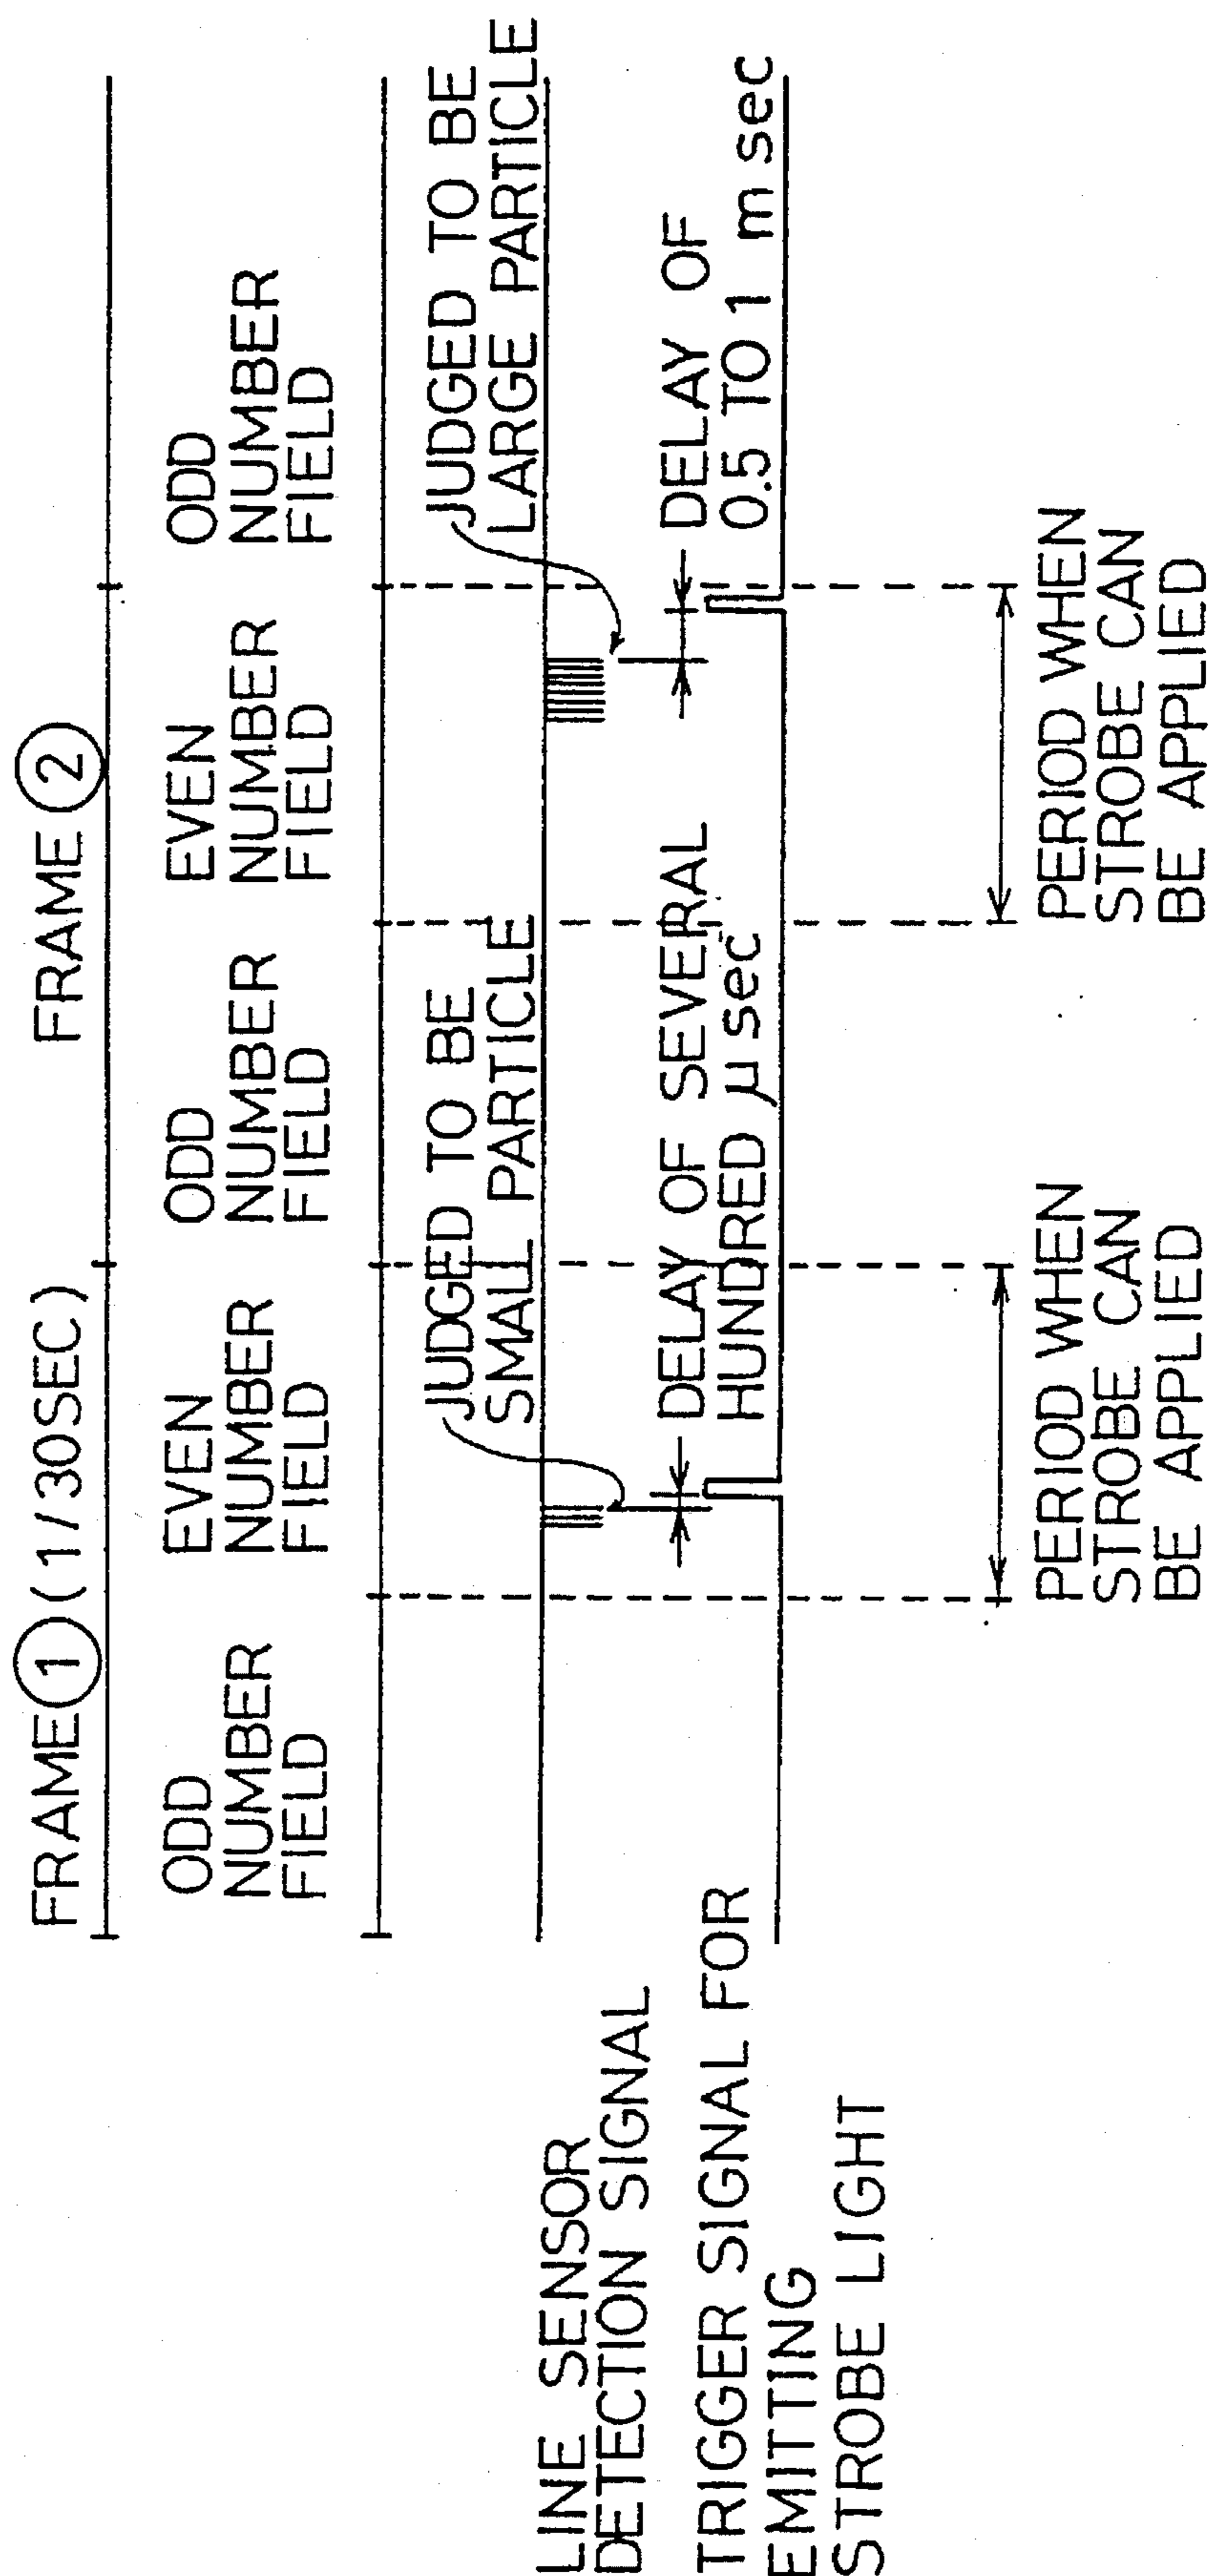 FRAME 1 (1/30SEC)
FRAME 2
ODD
NUMBER
FIELD
EVEN
NUMBER
FIELD
ODD
NUMBER
FIELD
EVEN
NUMBER
FIELD
ODD
NUMBER
FIELD
LINE SENSOR
DETECTION SIGNAL
JUDGED TO BE
SMALL PARTICLE
JUDGED TO BE
LARGE PARTICLE
TRIGGER SIGNAL FOR
EMITTING
STROBE LIGHT
DELAY OF SEVERAL
HUNDRED μsec
DELAY OF
0.5 TO 1 m sec
PERIOD WHEN
STROBE CAN
BE APPLIED
PERIOD WHEN
STROBE CAN
BE APPLIED